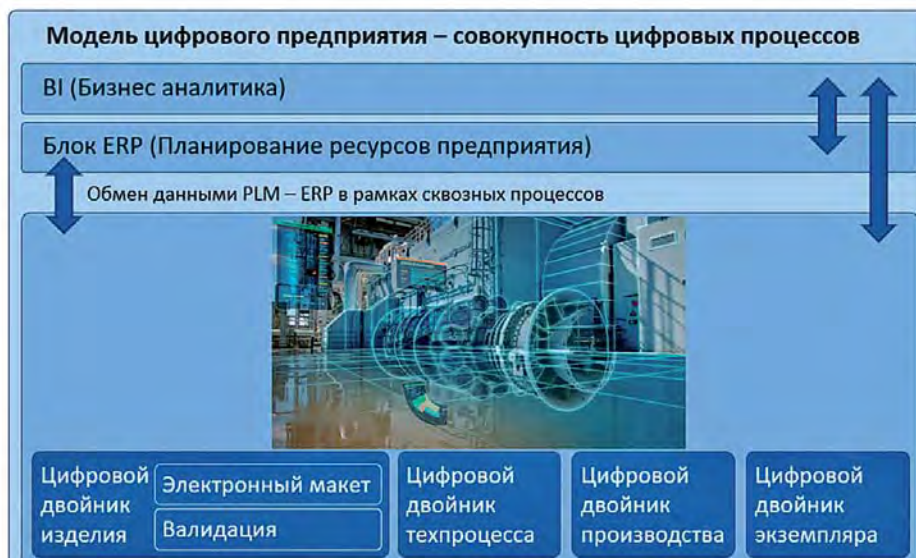 Модель цифрового предприятия – совокупность цифровых процессов
BI (Бизнес аналитика)
Блок ERP (Планирование ресурсов предприятия)
Обмен данными PLM – ERP в рамках сквозных процессов
Цифровой
двойник
изделия
Электронный макет
Валидация
Цифровой
двойник
техпроцесса
Цифровой
двойник
производства
Цифровой
двойник
экземпляра